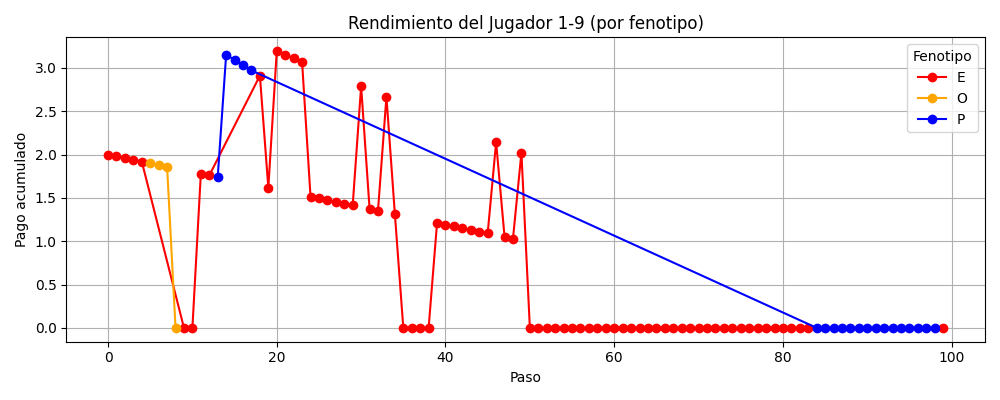 Rendimiento del Jugador 1-9 (por fenotipo)
Pago acumulado
3.0
2.5
2.0
1.5
1.0
0.5
0.0
0 20 40 60 80 100
Paso
Fenotipo
E
O
P